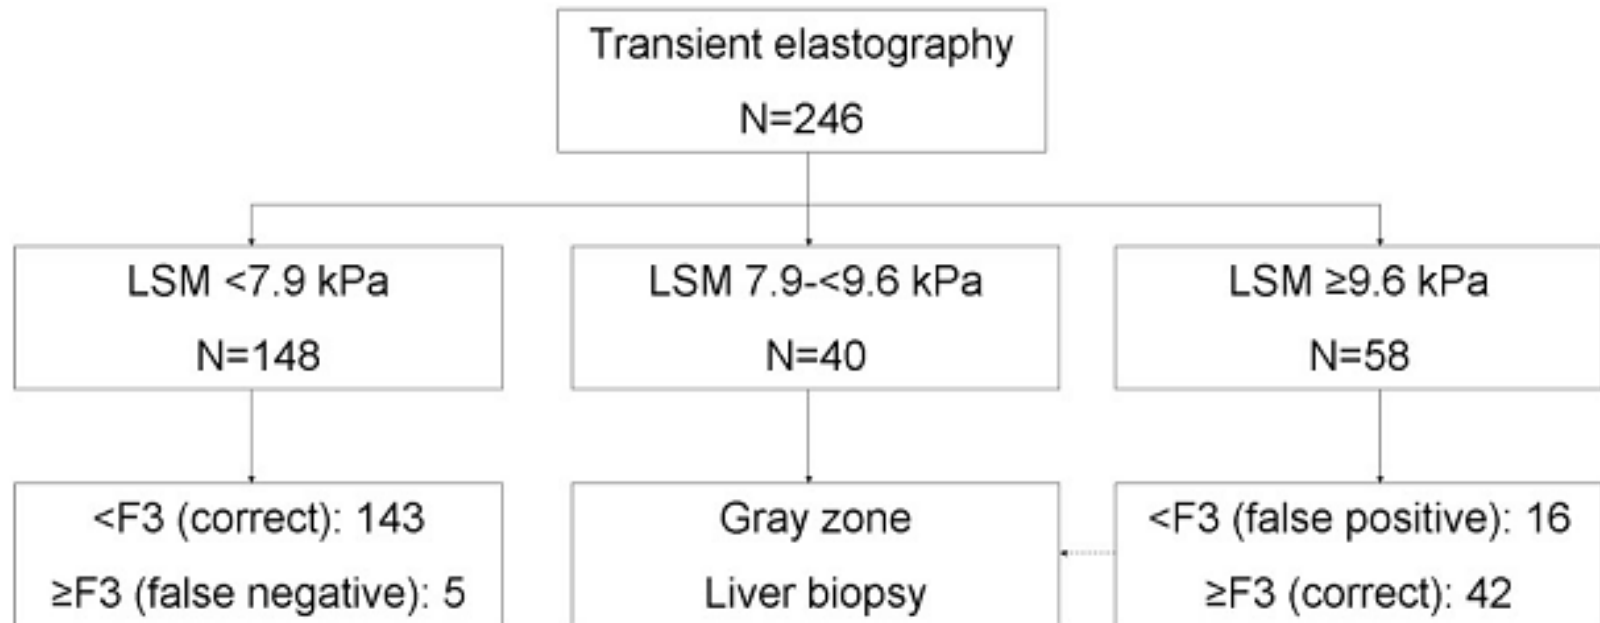 Transient elastography
N=246
LSM <7.9 kPa
N=148
LSM 7.9-<9.6 kPa
N=40
LSM ≥9.6 kPa
N=58
<F3 (correct): 143
≥F3 (false negative): 5
Gray zone
Liver biopsy
<F3 (false positive): 16
≥F3 (correct): 42